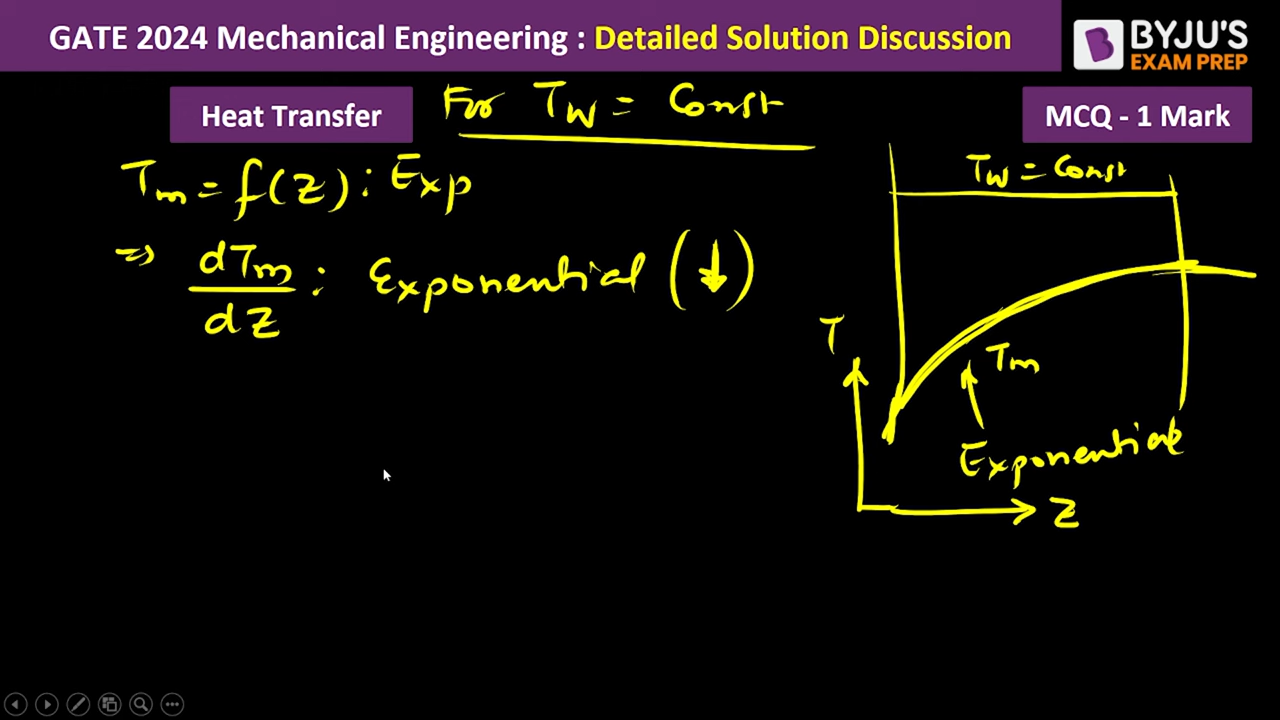 GATE 2024 Mechanical Engineering : Detailed Solution Discussion
BYJU'S
EXAM PREP
Heat Transfer
For Tw = Const
MCQ - 1 Mark
Tm = f(z) : Exp
⇒ dTm/dz : Exponential (↓)
Tw = Const
T
Tm
Exponential
z